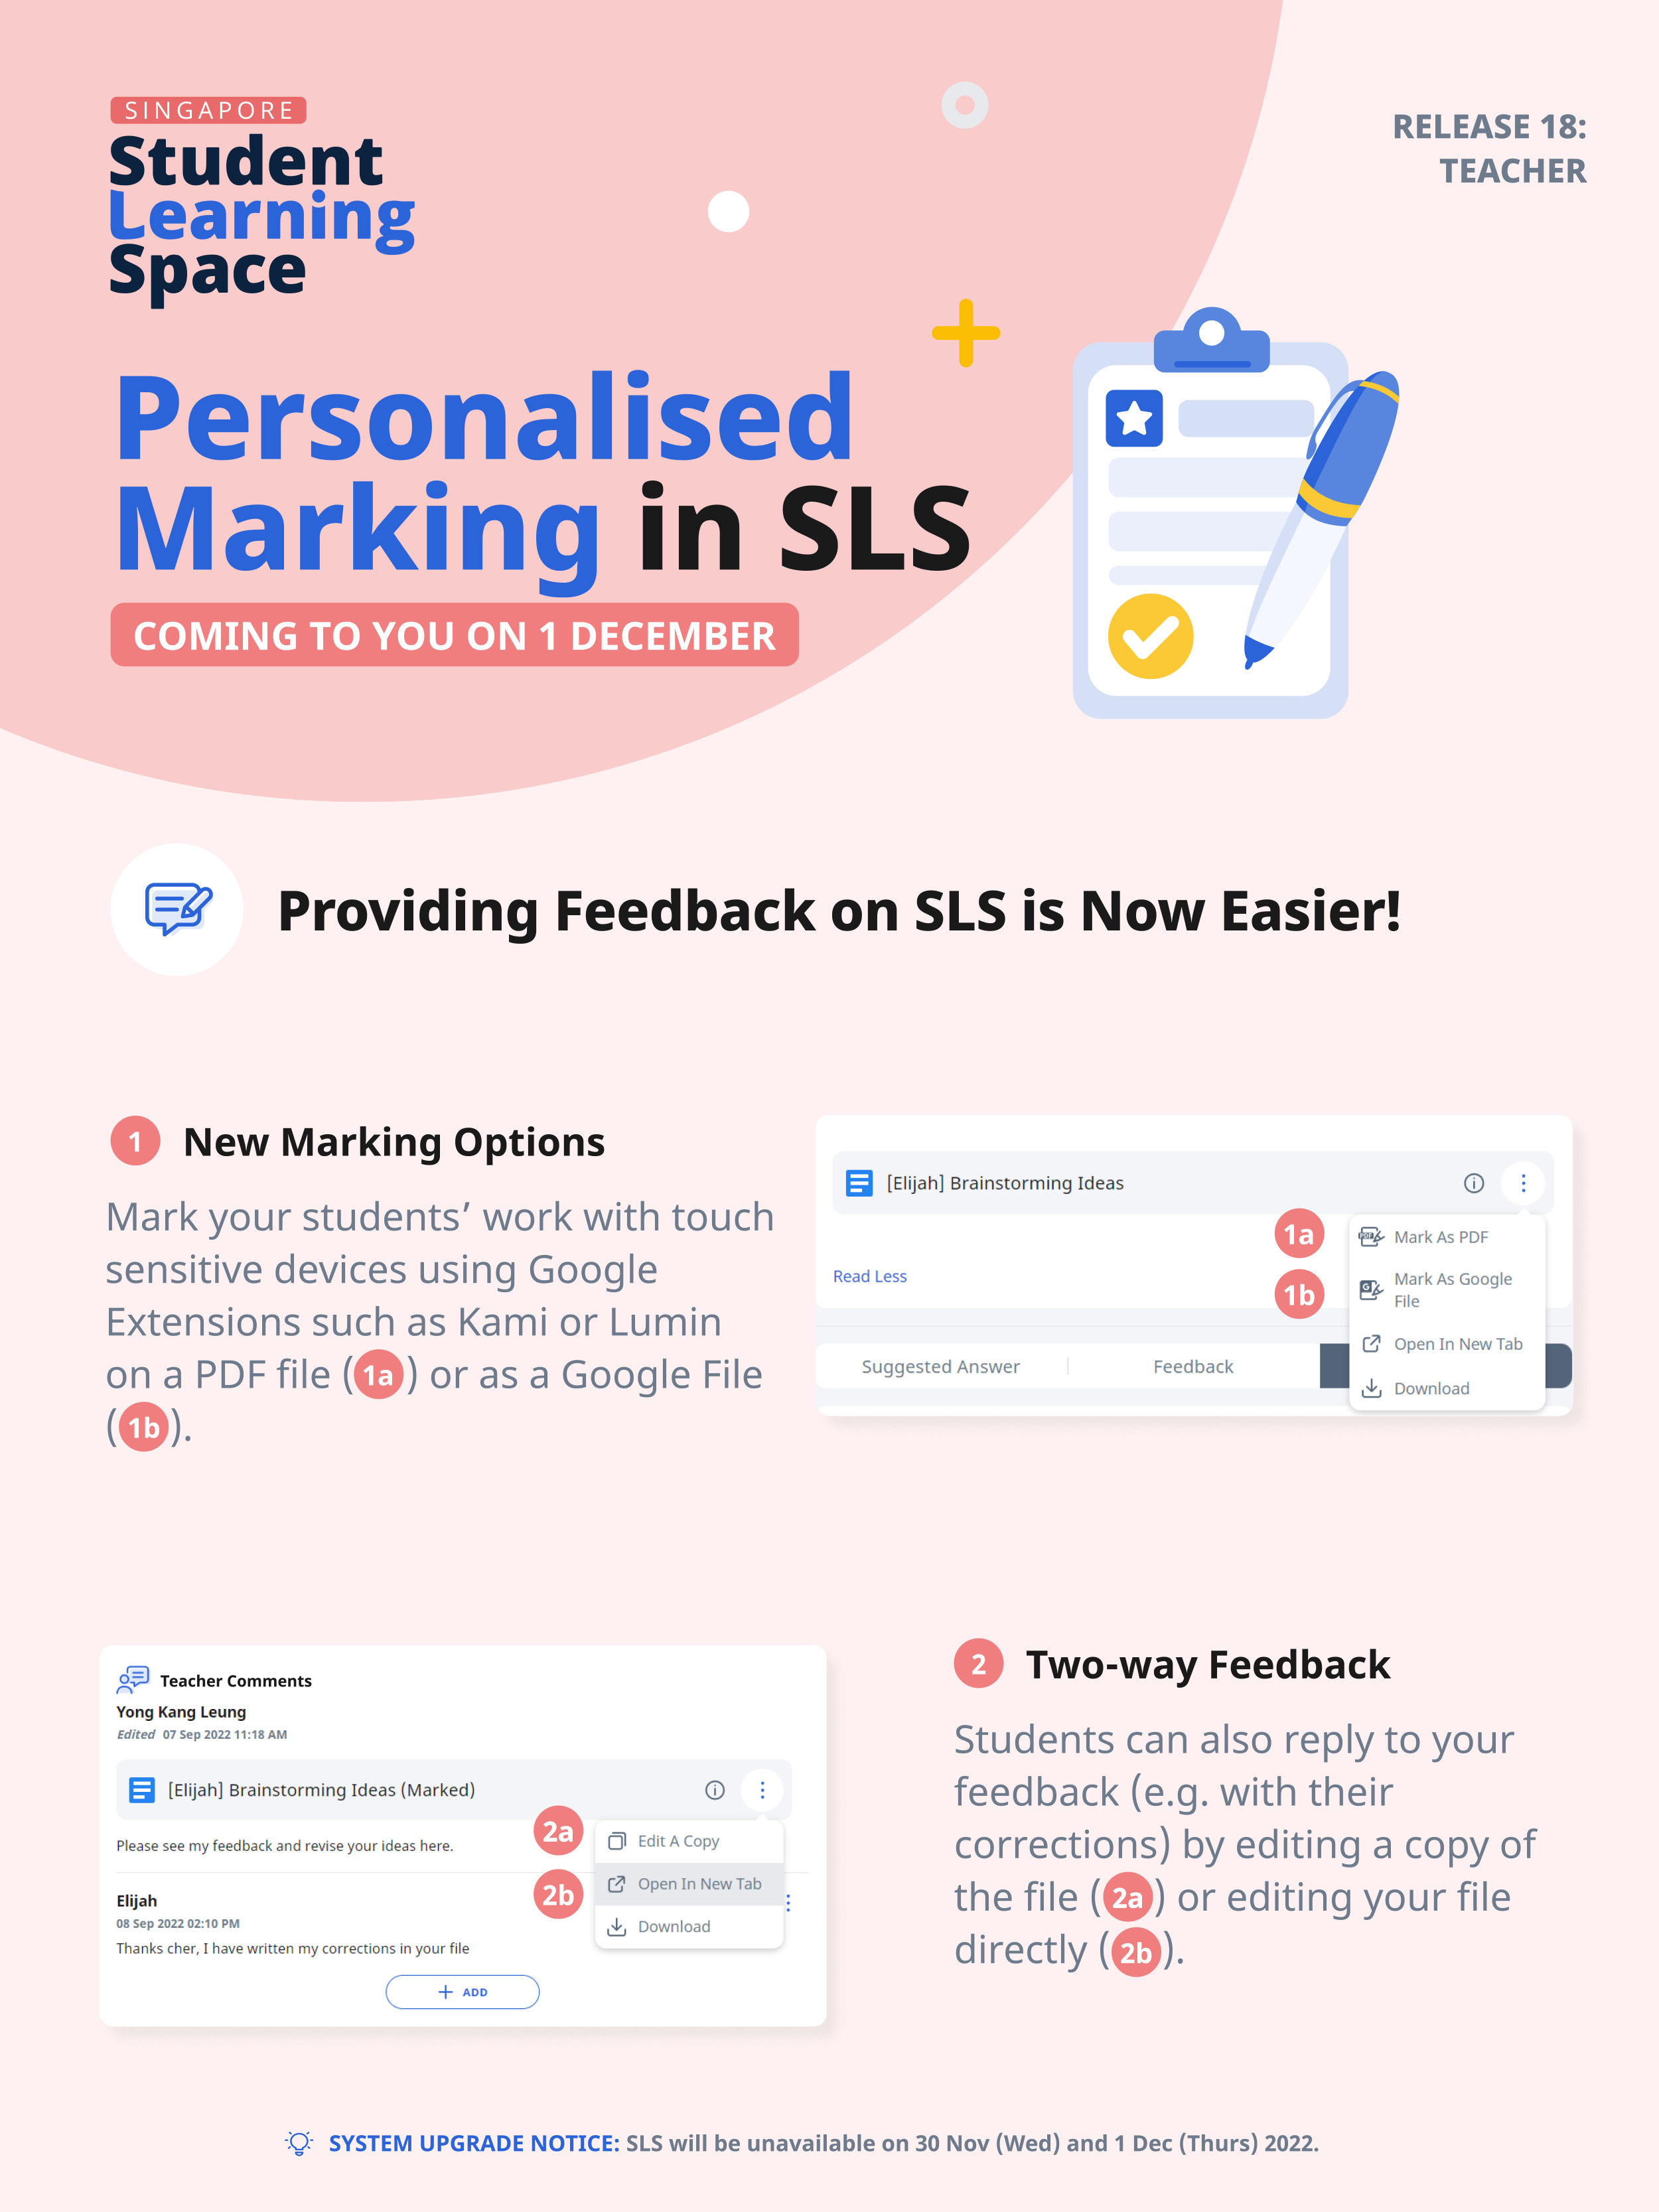 SINGAPORE
Student
Learning
Space
RELEASE 18:
TEACHER
Personalised
Marking in SLS
COMING TO YOU ON 1 DECEMBER
Providing Feedback on SLS is Now Easier!
1 New Marking Options
Mark your students’ work with touch
sensitive devices using Google
Extensions such as Kami or Lumin
on a PDF file (1a) or as a Google File
(1b).
[Elijah] Brainstorming Ideas
1a
Mark As PDF
Read Less
1b
Mark As Google
File
Open In New Tab
Suggested Answer
Feedback
Download
Teacher Comments
Yong Kang Leung
Edited 07 Sep 2022 11:18 AM
[Elijah] Brainstorming Ideas (Marked)
2a
Edit A Copy
Please see my feedback and revise your ideas here.
2b
Open In New Tab
Elijah
08 Sep 2022 02:10 PM
Download
Thanks cher, I have written my corrections in your file
ADD
2 Two-way Feedback
Students can also reply to your
feedback (e.g. with their
corrections) by editing a copy of
the file (2a) or editing your file
directly (2b).
SYSTEM UPGRADE NOTICE: SLS will be unavailable on 30 Nov (Wed) and 1 Dec (Thurs) 2022.